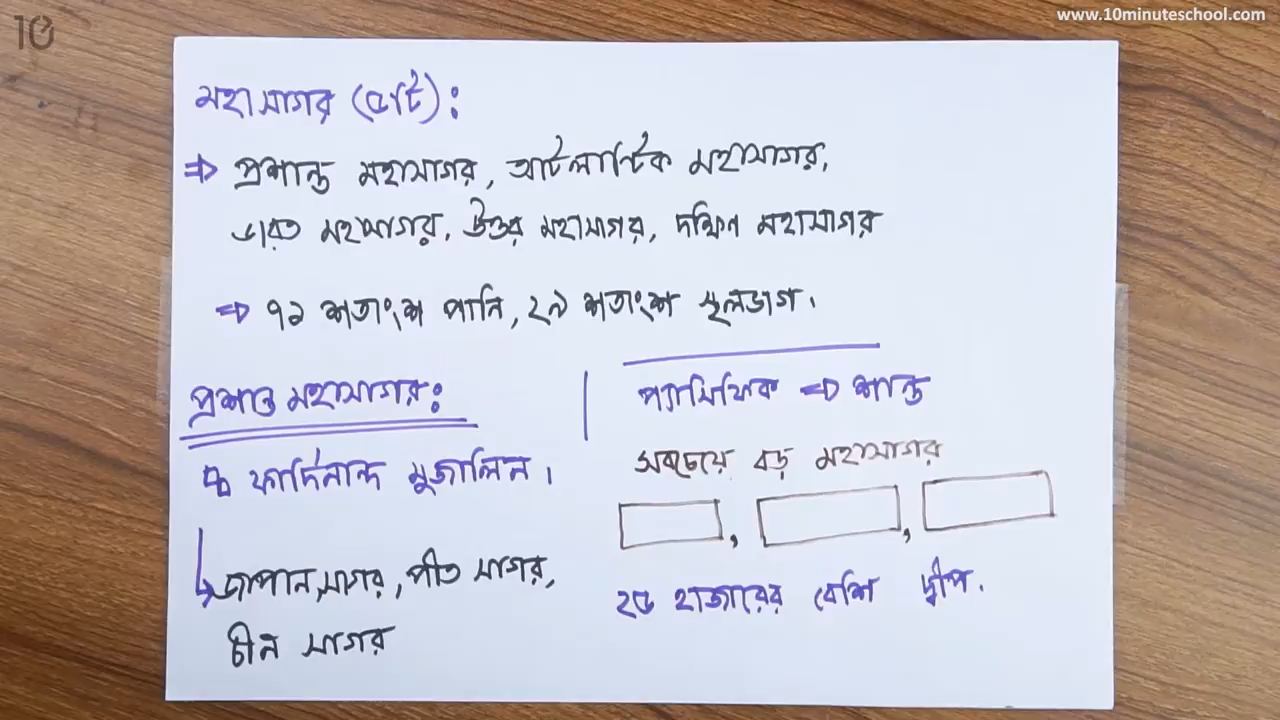 10
www.10minuteschool.com
মহাসাগর (৫টি):
⇒ প্রশান্ত মহাসাগর, আটলান্টিক মহাসাগর,
ভারত মহাসাগর, উত্তর মহাসাগর, দক্ষিণ মহাসাগর
⇒ ৭১ শতাংশ পানি, ২৯ শতাংশ স্থলভাগ।
প্রশান্ত মহাসাগর:
ফার্দিনান্দ মুজালিন।
জাপান সাগর, পীত সাগর,
চীন সাগর
প্যাসিফিক ⇒ শান্ত
সবচেয়ে বড় মহাসাগর
২৫ হাজারের বেশি দ্বীপ.